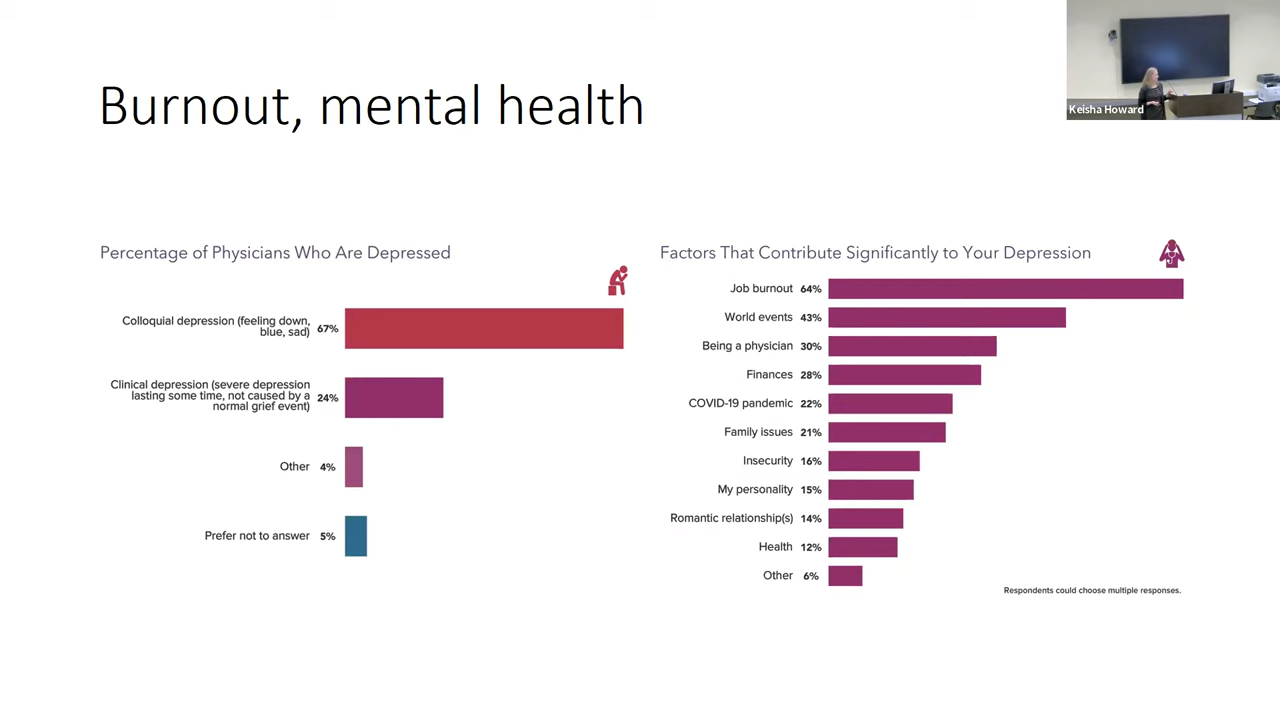 Burnout, mental health
Keisha Howard
Percentage of Physicians Who Are Depressed
Colloquial depression (feeling down,
blue, sad) 67%
Clinical depression (severe depression
lasting some time, not caused by a
normal grief event) 24%
Other 4%
Prefer not to answer 5%
Factors That Contribute Significantly to Your Depression
Job burnout 64%
World events 43%
Being a physician 30%
Finances 28%
COVID-19 pandemic 22%
Family issues 21%
Insecurity 16%
My personality 15%
Romantic relationship(s) 14%
Health 12%
Other 6%
Respondents could choose multiple responses.